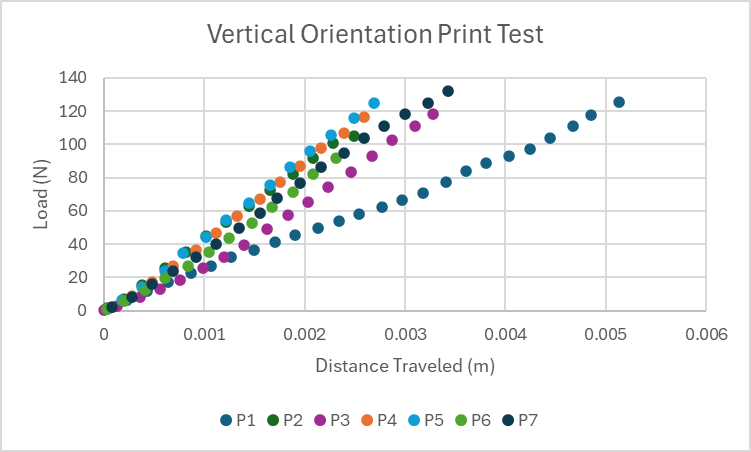 Vertical Orientation Print Test
140
120
100
80
60
40
20
0
Load (N)
0 0.001 0.002 0.003 0.004 0.005 0.006
Distance Traveled (m)
P1 P2 P3 P4 P5 P6 P7